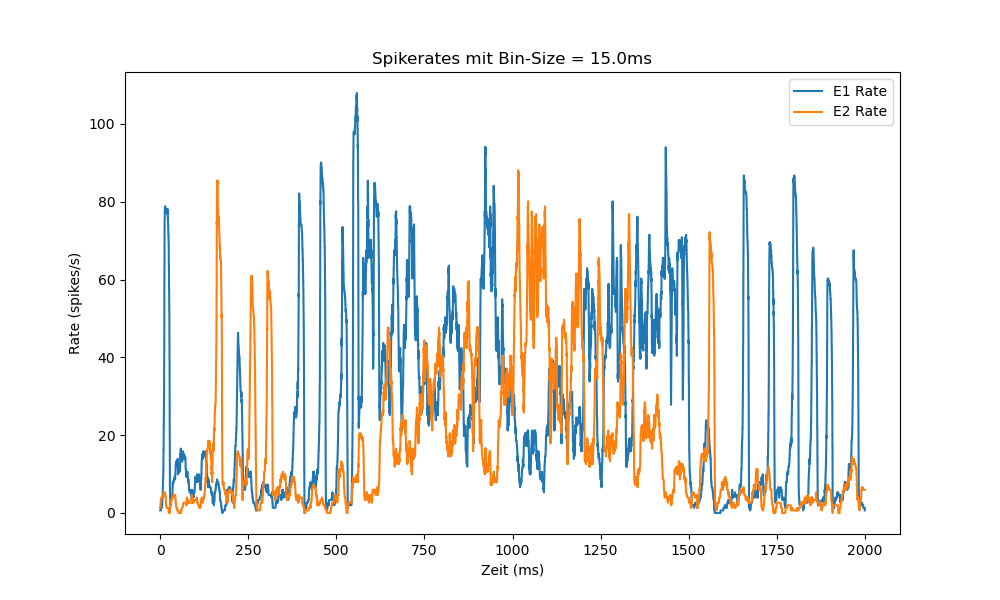 Spikerates mit Bin-Size = 15.0ms
E1 Rate
E2 Rate
Rate (spikes/s)
100
80
60
40
20
0
0 250 500 750 1000 1250 1500 1750 2000
Zeit (ms)